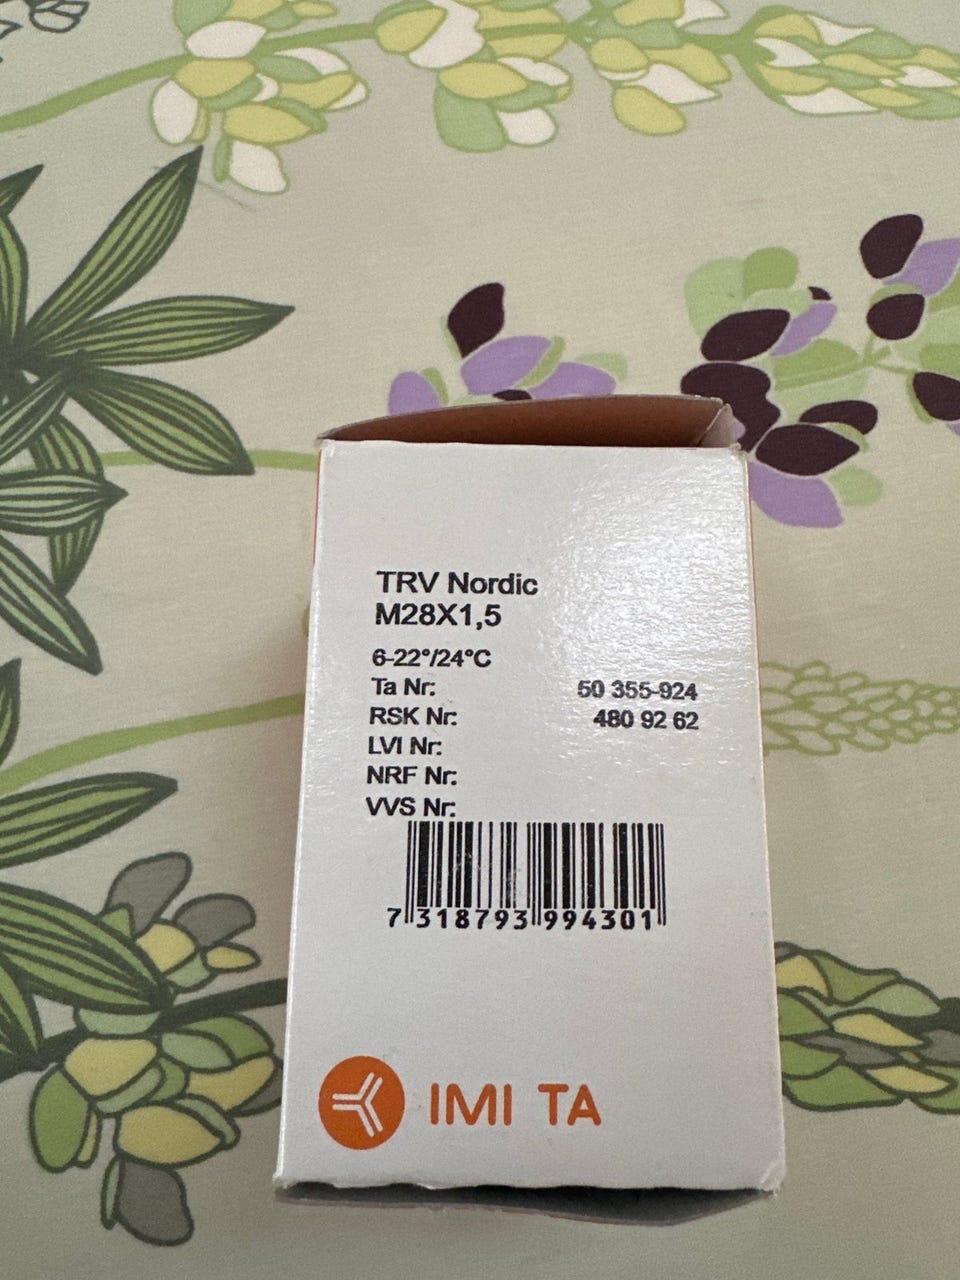 TRV Nordic
M28X1,5
6-22°/24°C
Ta Nr: 50 355-924
RSK Nr: 480 92 62
LVI Nr:
NRF Nr:
VVS Nr:
7 318793 994301
IMI TA